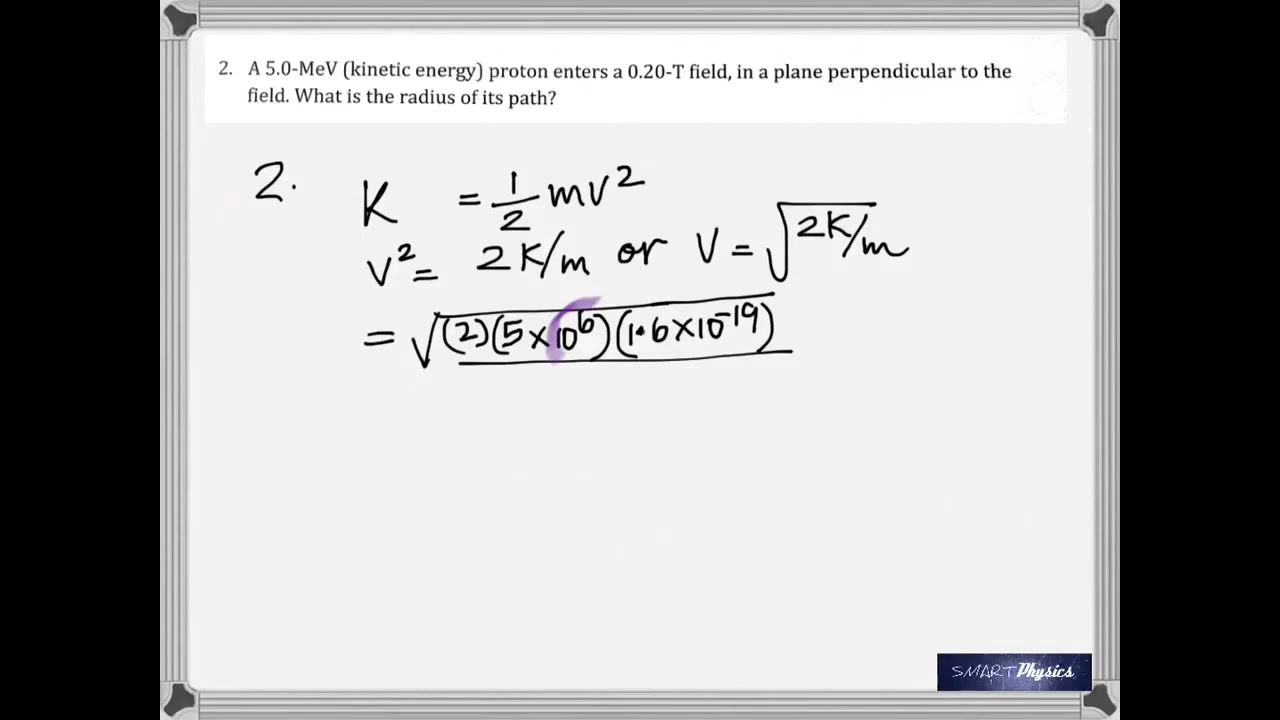 2. A 5.0-MeV (kinetic energy) proton enters a 0.20-T field, in a plane perpendicular to the
field. What is the radius of its path?
2. K = 1/2 mv²
v² = 2K/m or v = √2K/m
= √(2)(5×10⁶)(1·6×10⁻¹⁹)
SMART Physics